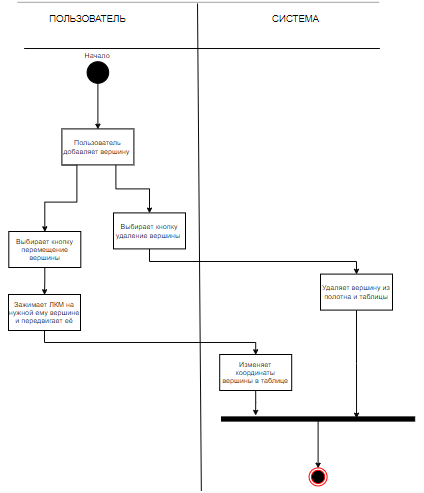 ПОЛЬЗОВАТЕЛЬ
СИСТЕМА
Начало
Пользователь
добавляет вершину
Выбирает кнопку
удаление вершины
Выбирает кнопку
перемещение
вершины
Удаляет вершину из
полотна и таблицы
Зажимает ЛКМ на
нужной ему вершине
и передвигает её
Изменяет
координаты
вершины в таблице